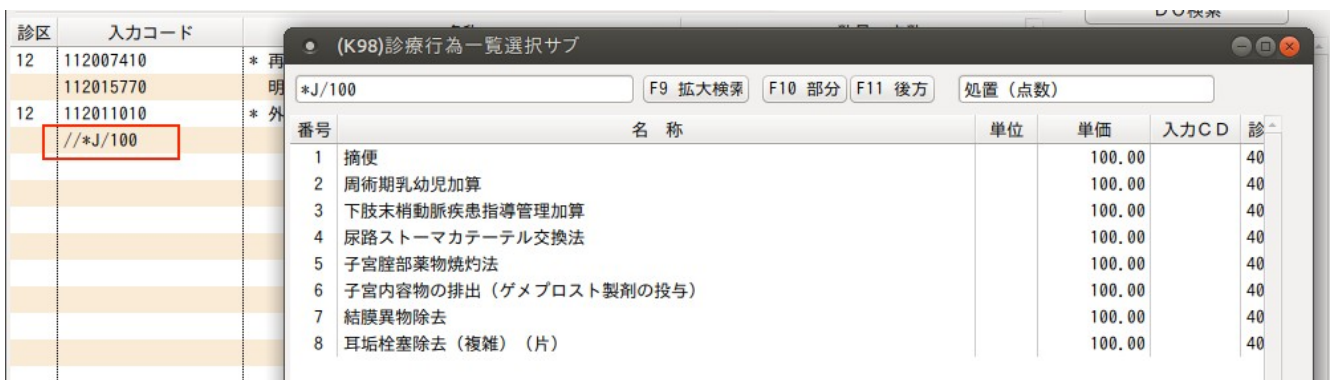 診区 入力コード
12 112007410 * 再
112015770 明
12 112011010 * 外
//*J/100
(K98)診療行為一覧選択サブ
*J/100 F9 拡大検索 F10 部分 F11 後方 処置（点数）
番号 名 称 単位 単価 入力CD 診
1 摘便 100.00 40
2 周術期乳幼児加算 100.00 40
3 下肢末梢動脈疾患指導管理加算 100.00 40
4 尿路ストーマカテーテル交換法 100.00 40
5 子宮腟部薬物焼灼法 100.00 40
6 子宮内容物の排出（ゲメプロスト製剤の投与） 100.00 40
7 結膜異物除去 100.00 40
8 耳垢栓塞除去（複雑）（片） 100.00 40